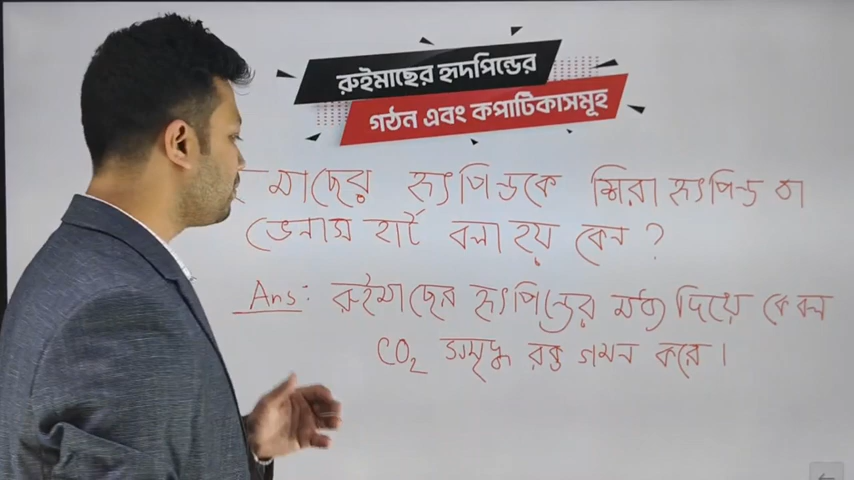 রুইমাছের হৃদপিন্ডের
গঠন এবং কপাটিকাসমূহ
মাছের হৃৎপিন্ডকে শিরা হৃৎপিন্ড বা
ভেনাস হার্ট বলা হয় কেন ?
Ans: রুইমাছের হৃৎপিন্ডের মধ্য দিয়ে কেবল
CO₂ সমৃদ্ধ রক্ত গমন করে।